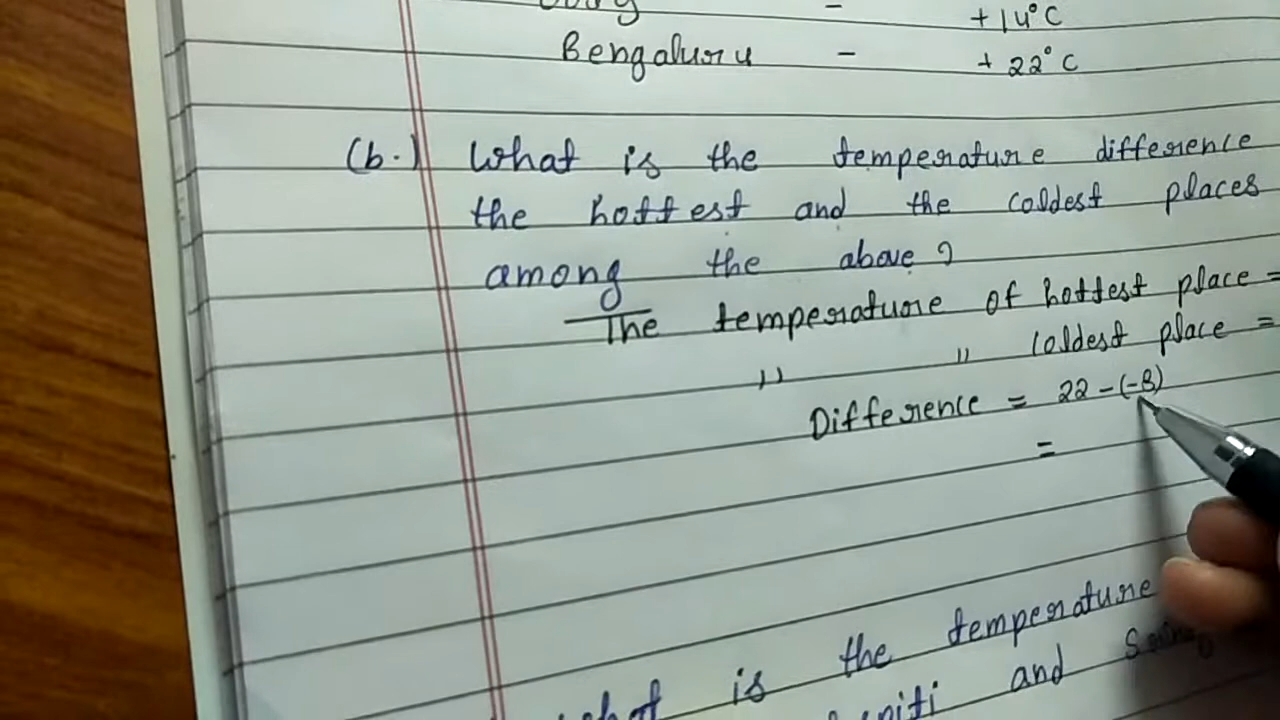 - +14°C
Bengaluru - +22°C
(b.) What is the temperature difference
the hottest and the coldest places
among the above ?
The temperature of hottest place =
,, ,, coldest place =
Difference = 22 - (-8)
=
is the temperature
and